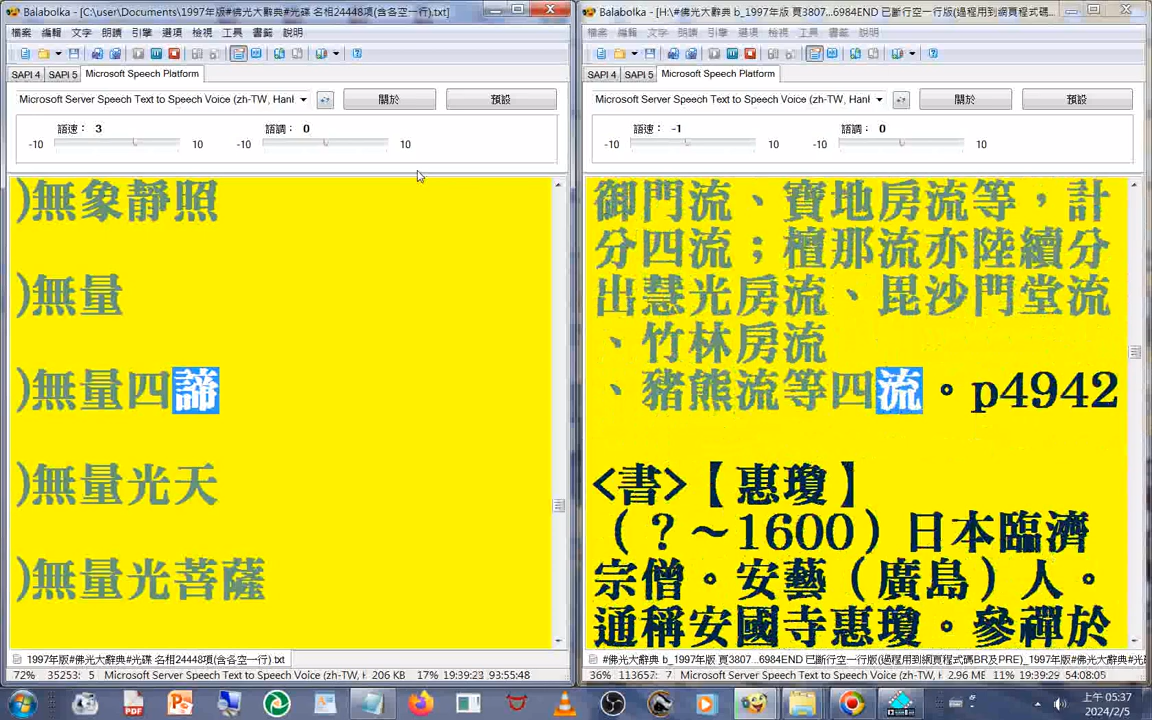 Balabolka - [C:\user\Documents\1997年版#佛光大辭典#光碟 名相24448項(含各空一行).txt]
檔案 編輯 文字 朗讀 引擎 選項 檢視 工具 書籤 說明
SAPI 4 SAPI 5 Microsoft Speech Platform
Microsoft Server Speech Text to Speech Voice (zh-TW, Hanl
關於 預設
語速： 3 語調： 0
-10 10 -10 10
)無象靜照
)無量
)無量四諦
)無量光天
)無量光菩薩
1997年版#佛光大辭典#光碟 名相24448項(含各空一行).txt
72% 35253: 5 Microsoft Server Speech Text to Speech Voice (zh-TW, H 206 KB 17% 19:39:23 93:55:48
Balabolka - [H:\#佛光大辭典 b_1997年版 頁3807...6984END 已斷行空一行版(過程用到網頁程式碼...
檔案 編輯 文字 朗讀 引擎 選項 檢視 工具 書籤 說明
SAPI 4 SAPI 5 Microsoft Speech Platform
Microsoft Server Speech Text to Speech Voice (zh-TW, Hanl
關於 預設
語速： -1 語調： 0
-10 10 -10 10
御門流、寶地房流等，計
分四流；檀那流亦陸續分
出慧光房流、毘沙門堂流
、竹林房流
、豬熊流等四流。p4942
<書>【惠瓊】
（？～1600）日本臨濟
宗僧。安藝（廣島）人。
通稱安國寺惠瓊。參禪於
#佛光大辭典 b_1997年版 頁3807...6984END 已斷行空一行版(過程用到網頁程式碼BR及PRE)_1997年版#佛光大辭典#光
36% 113657: 7 Microsoft Server Speech Text to Speech Voice (zh-TW, H 2.96 MB 11% 19:39:29 54:08:05
上午 05:37
2024/2/5